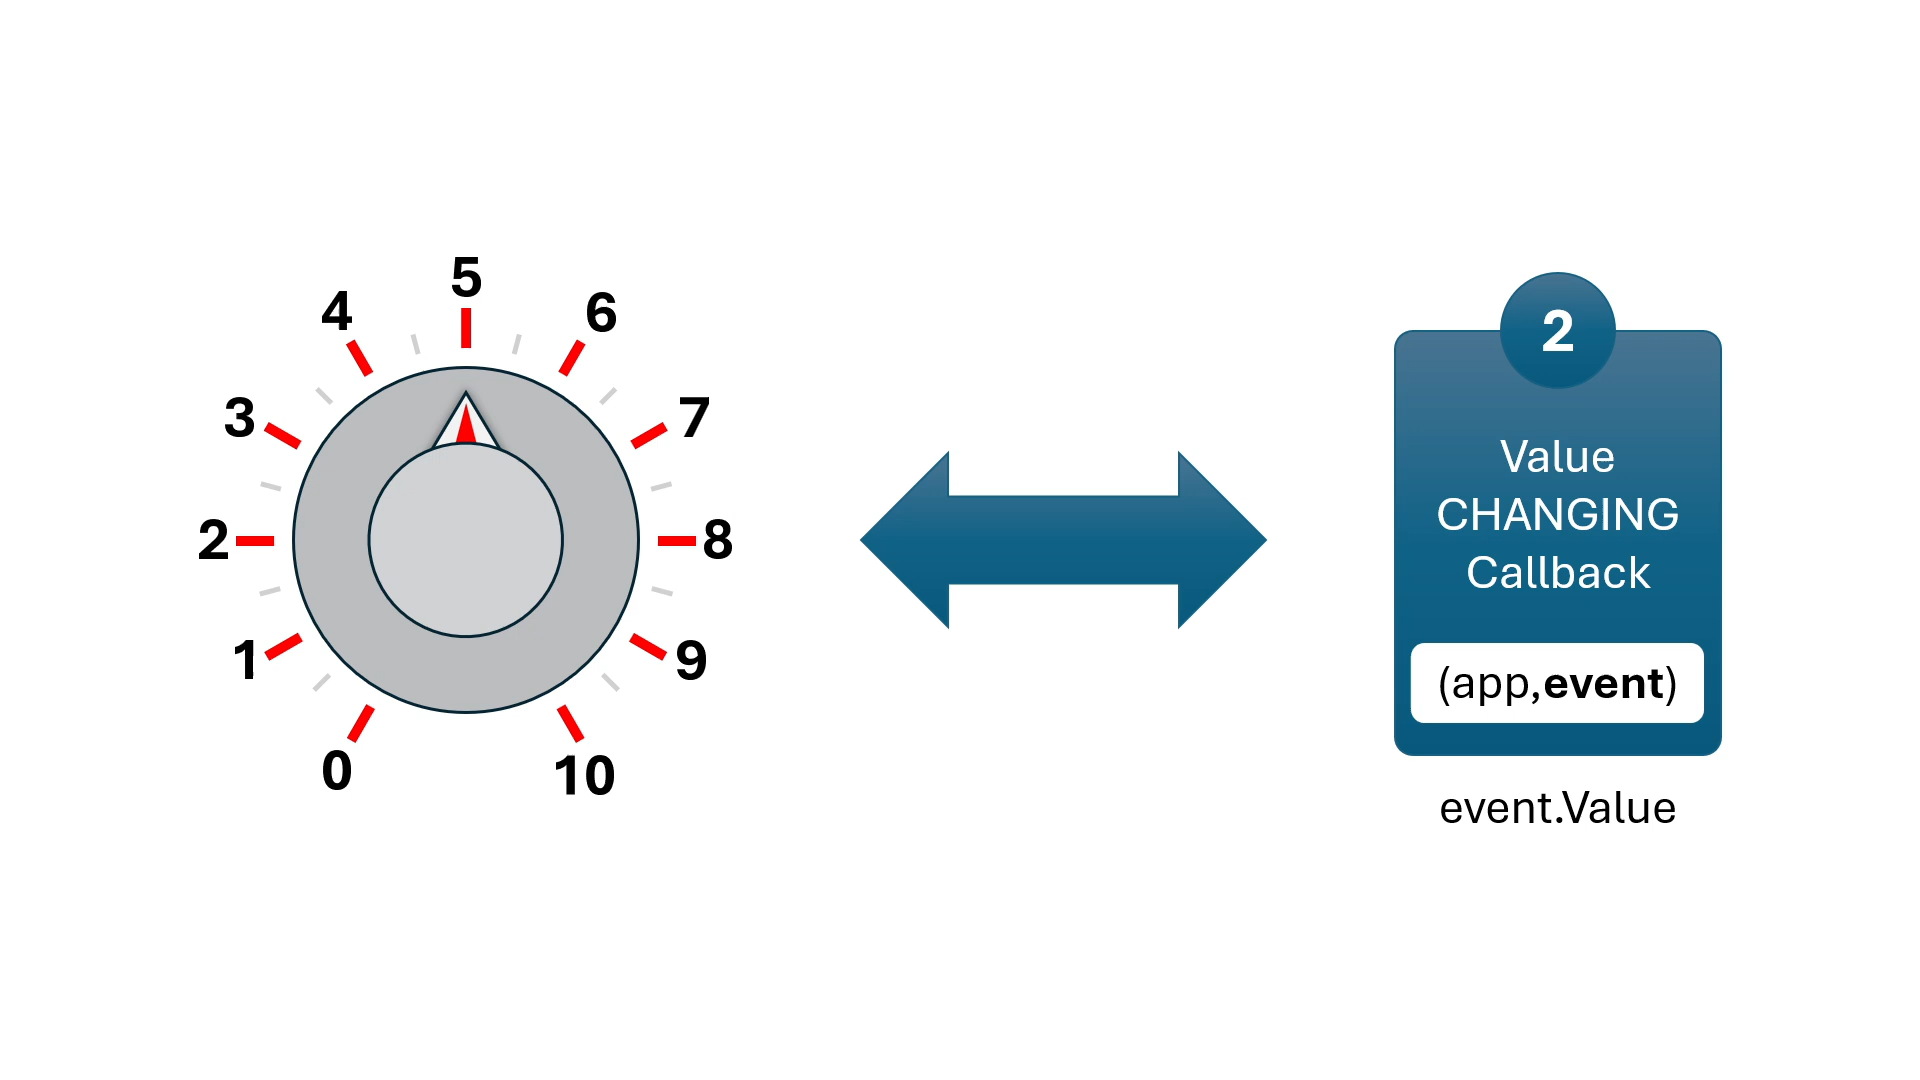 5
4
6
3
7
2
8
1
9
0
10
2
Value
CHANGING
Callback
(app,event)
event.Value